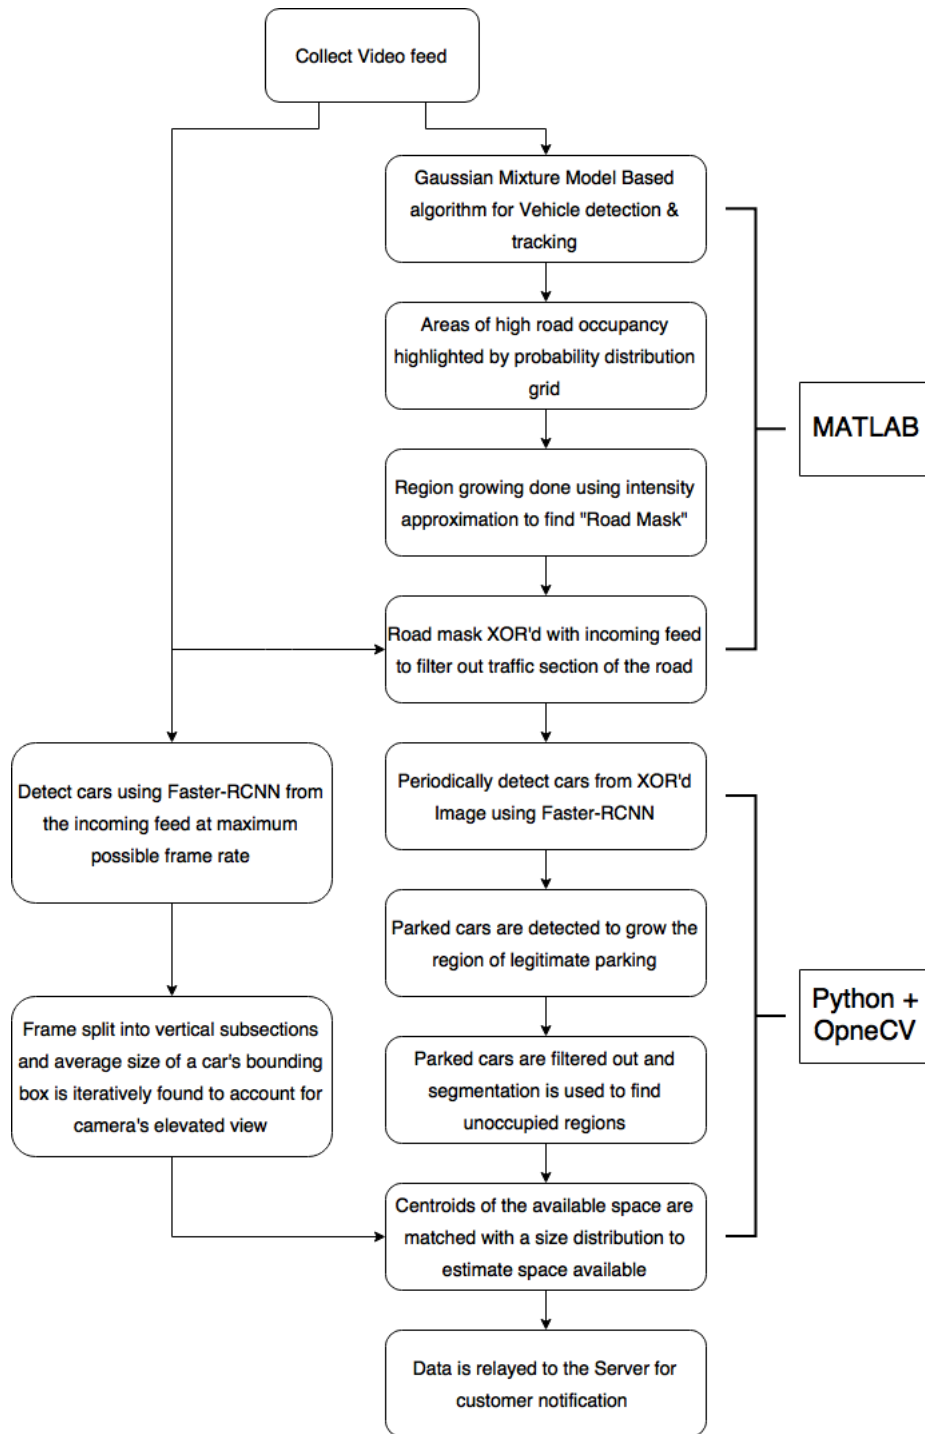 Collect Video feed
Gaussian Mixture Model Based
algorithm for Vehicle detection &
tracking
Areas of high road occupancy
highlighted by probability distribution
grid
MATLAB
Region growing done using intensity
approximation to find "Road Mask"
Road mask XOR'd with incoming feed
to filter out traffic section of the road
Detect cars using Faster-RCNN from
the incoming feed at maximum
possible frame rate
Periodically detect cars from XOR'd
Image using Faster-RCNN
Parked cars are detected to grow the
region of legitimate parking
Python +
OpneCV
Frame split into vertical subsections
and average size of a car's bounding
box is iteratively found to account for
camera's elevated view
Parked cars are filtered out and
segmentation is used to find
unoccupied regions
Centroids of the available space are
matched with a size distribution to
estimate space available
Data is relayed to the Server for
customer notification